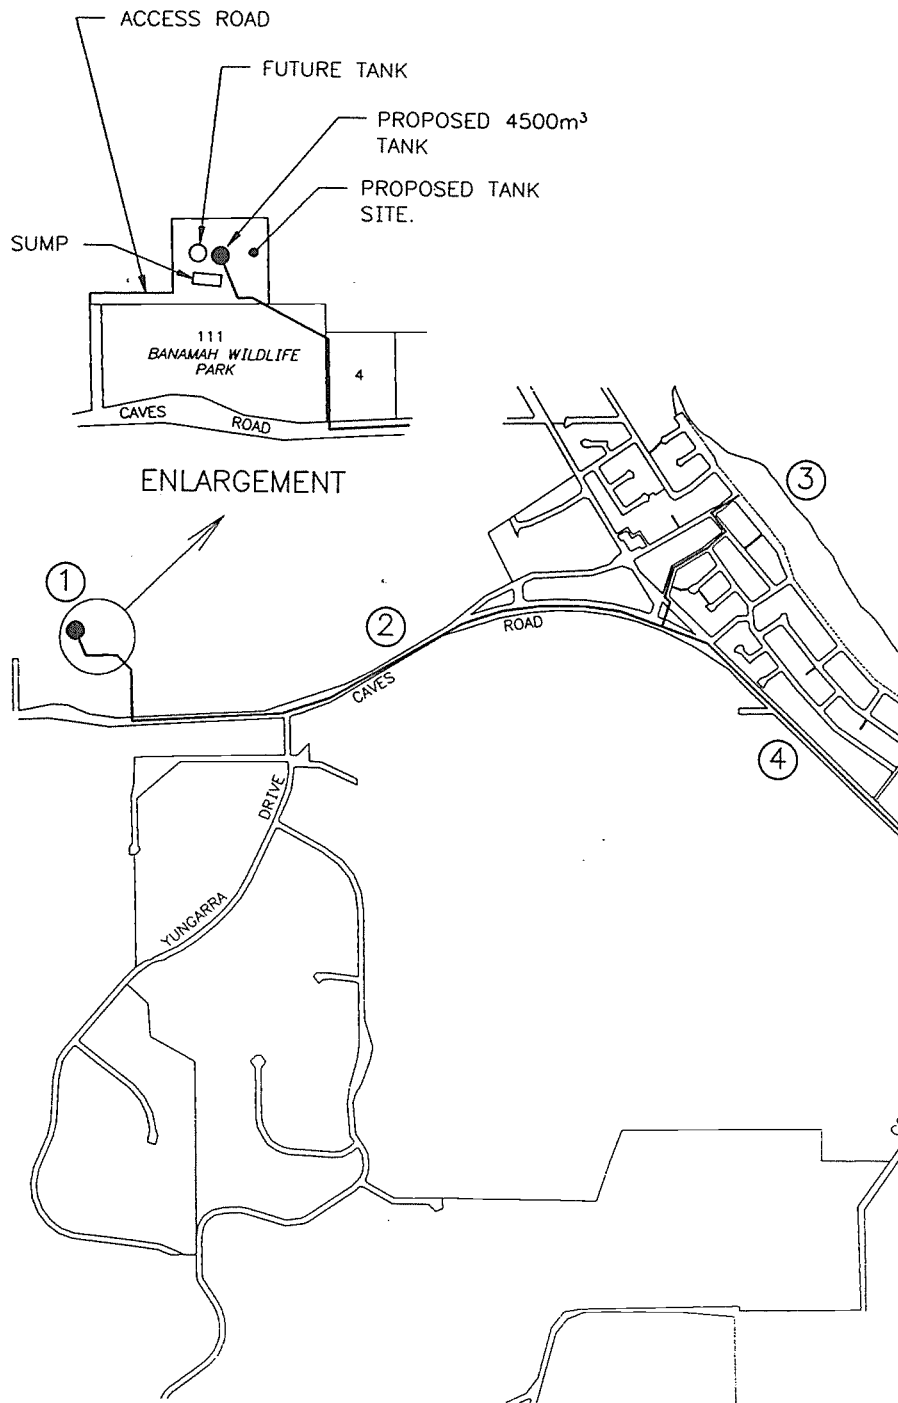 ACCESS ROAD
FUTURE TANK
PROPOSED 4500m³
TANK
PROPOSED TANK
SITE.
SUMP
111
BANAMAH WILDLIFE
PARK
4
CAVES ROAD
ENLARGEMENT
3
1
2
ROAD
CAVES
4
DRIVE
YUNGARRA